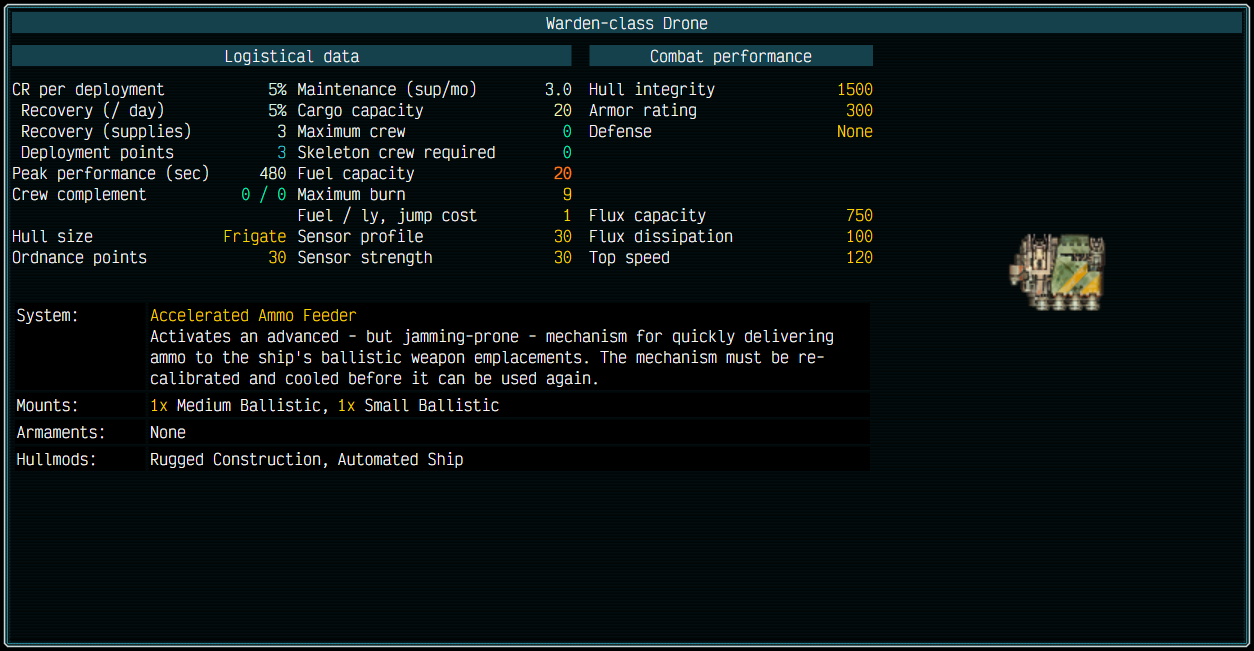 Warden-class Drone
Logistical data
Combat performance
CR per deployment 5% Maintenance (sup/mo) 3.0 Hull integrity 1500
Recovery (/ day) 5% Cargo capacity 20 Armor rating 300
Recovery (supplies) 3 Maximum crew 0 Defense None
Deployment points 3 Skeleton crew required 0
Peak performance (sec) 480 Fuel capacity 20
Crew complement 0 / 0 Maximum burn 9
Fuel / ly, jump cost 1 Flux capacity 750
Hull size Frigate Sensor profile 30 Flux dissipation 100
Ordnance points 30 Sensor strength 30 Top speed 120
System: Accelerated Ammo Feeder
Activates an advanced - but jamming-prone - mechanism for quickly delivering
ammo to the ship's ballistic weapon emplacements. The mechanism must be re-
calibrated and cooled before it can be used again.
Mounts: 1x Medium Ballistic, 1x Small Ballistic
Armaments: None
Hullmods: Rugged Construction, Automated Ship